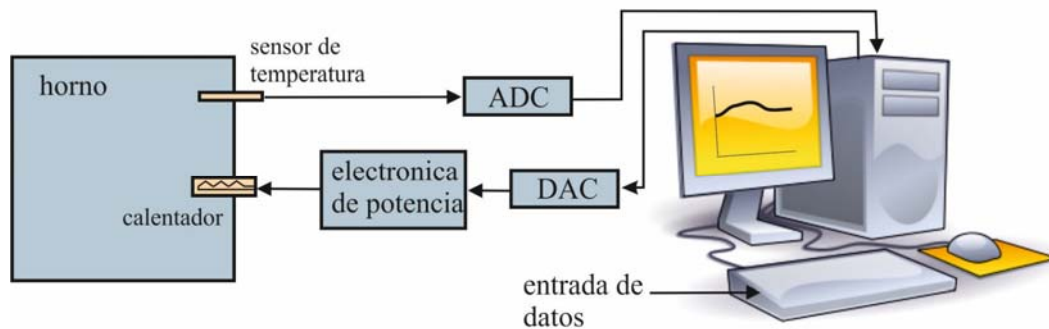 horno
sensor de
temperatura
ADC
electronica
de potencia
DAC
calentador
entrada de
datos